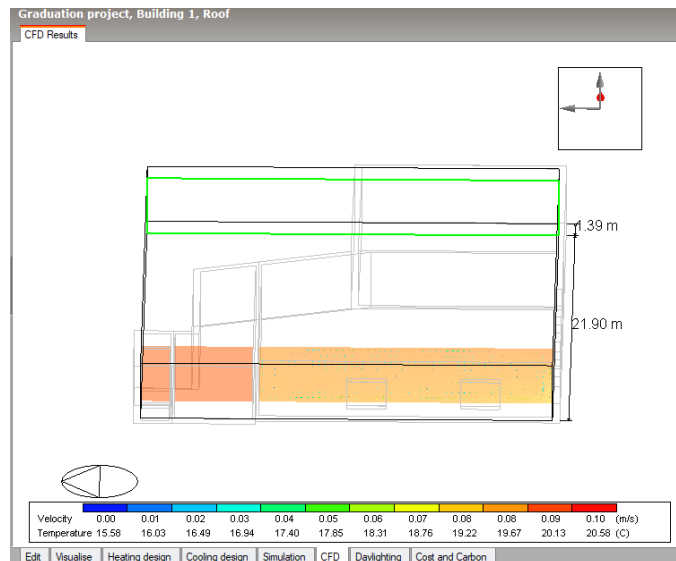 Graduation project, Building 1, Roof
CFD Results
1.39 m
21.90 m
Velocity 0.00 0.01 0.02 0.03 0.04 0.05 0.06 0.07 0.08 0.08 0.09 0.10 (m/s)
Temperature 15.58 16.03 16.49 16.94 17.40 17.85 18.31 18.76 19.22 19.67 20.13 20.58 (C)
Edit Visualise Heating design Cooling design Simulation CFD Daylighting Cost and Carbon